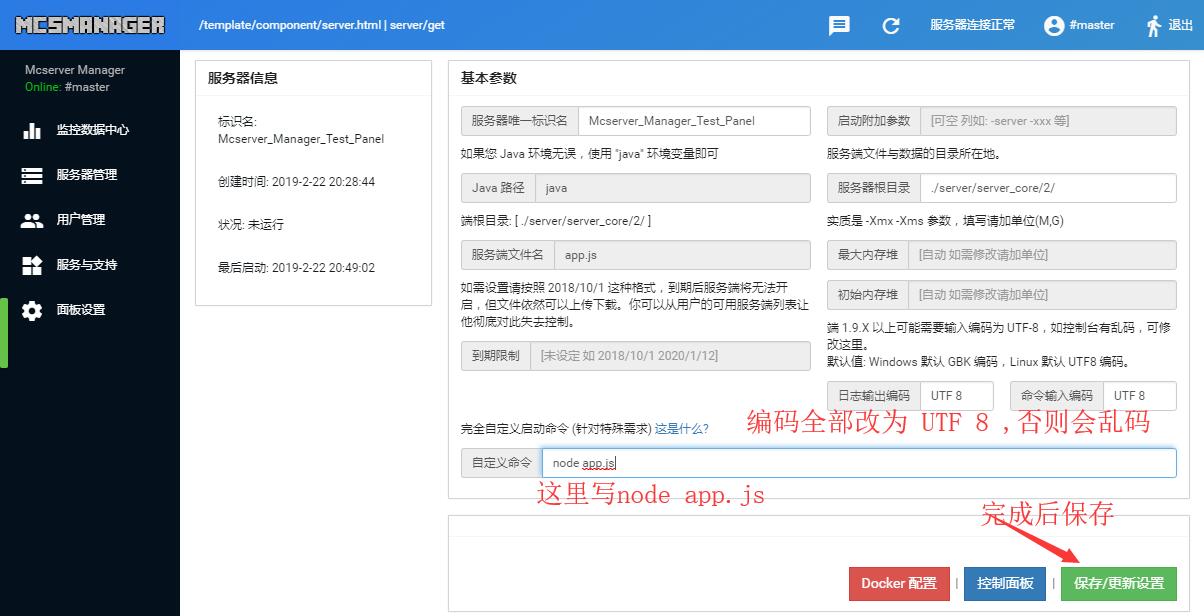 MCSMANAGER
/template/component/server.html | server/get
服务器连接正常
#master
退出
Mcserver Manager
Online: #master
监控数据中心
服务器管理
用户管理
服务与支持
面板设置
服务器信息
标识名:
Mcserver_Manager_Test_Panel
创建时间: 2019-2-22 20:28:44
状况: 未运行
最后启动: 2019-2-22 20:49:02
基本参数
服务器唯一标识名 Mcserver_Manager_Test_Panel
如果您 Java 环境无误，使用 "java" 环境变量即可
Java 路径 java
端根目录: [ ./server/server_core/2/ ]
服务端文件名 app.js
如需设置请按照 2018/10/1 这种格式，到期后服务端将无法开
启，但文件依然可以上传下载。你可以从用户的可用服务端列表让
他彻底对此失去控制。
到期限制 [未设定 如 2018/10/1 2020/1/12]
启动附加参数 [可空 列如: -server -xxx 等]
服务端文件与数据的目录所在地。
服务器根目录 ./server/server_core/2/
实质是 -Xmx -Xms 参数，填写请加单位(M,G)
最大内存堆 [自动 如需修改请加单位]
初始内存堆 [自动 如需修改请加单位]
端 1.9.X 以上可能需要输入编码为 UTF-8，如控制台有乱码，可修
改这里。
默认值: Windows 默认 GBK 编码，Linux 默认 UTF8 编码。
日志输出编码 UTF 8 命令输入编码 UTF 8
编码全部改为 UTF 8 ,否则会乱码
完全自定义启动命令 (针对特殊需求) 这是什么?
自定义命令 node app.js
这里写node app.js
完成后保存
Docker 配置 | 控制面板 | 保存/更新设置